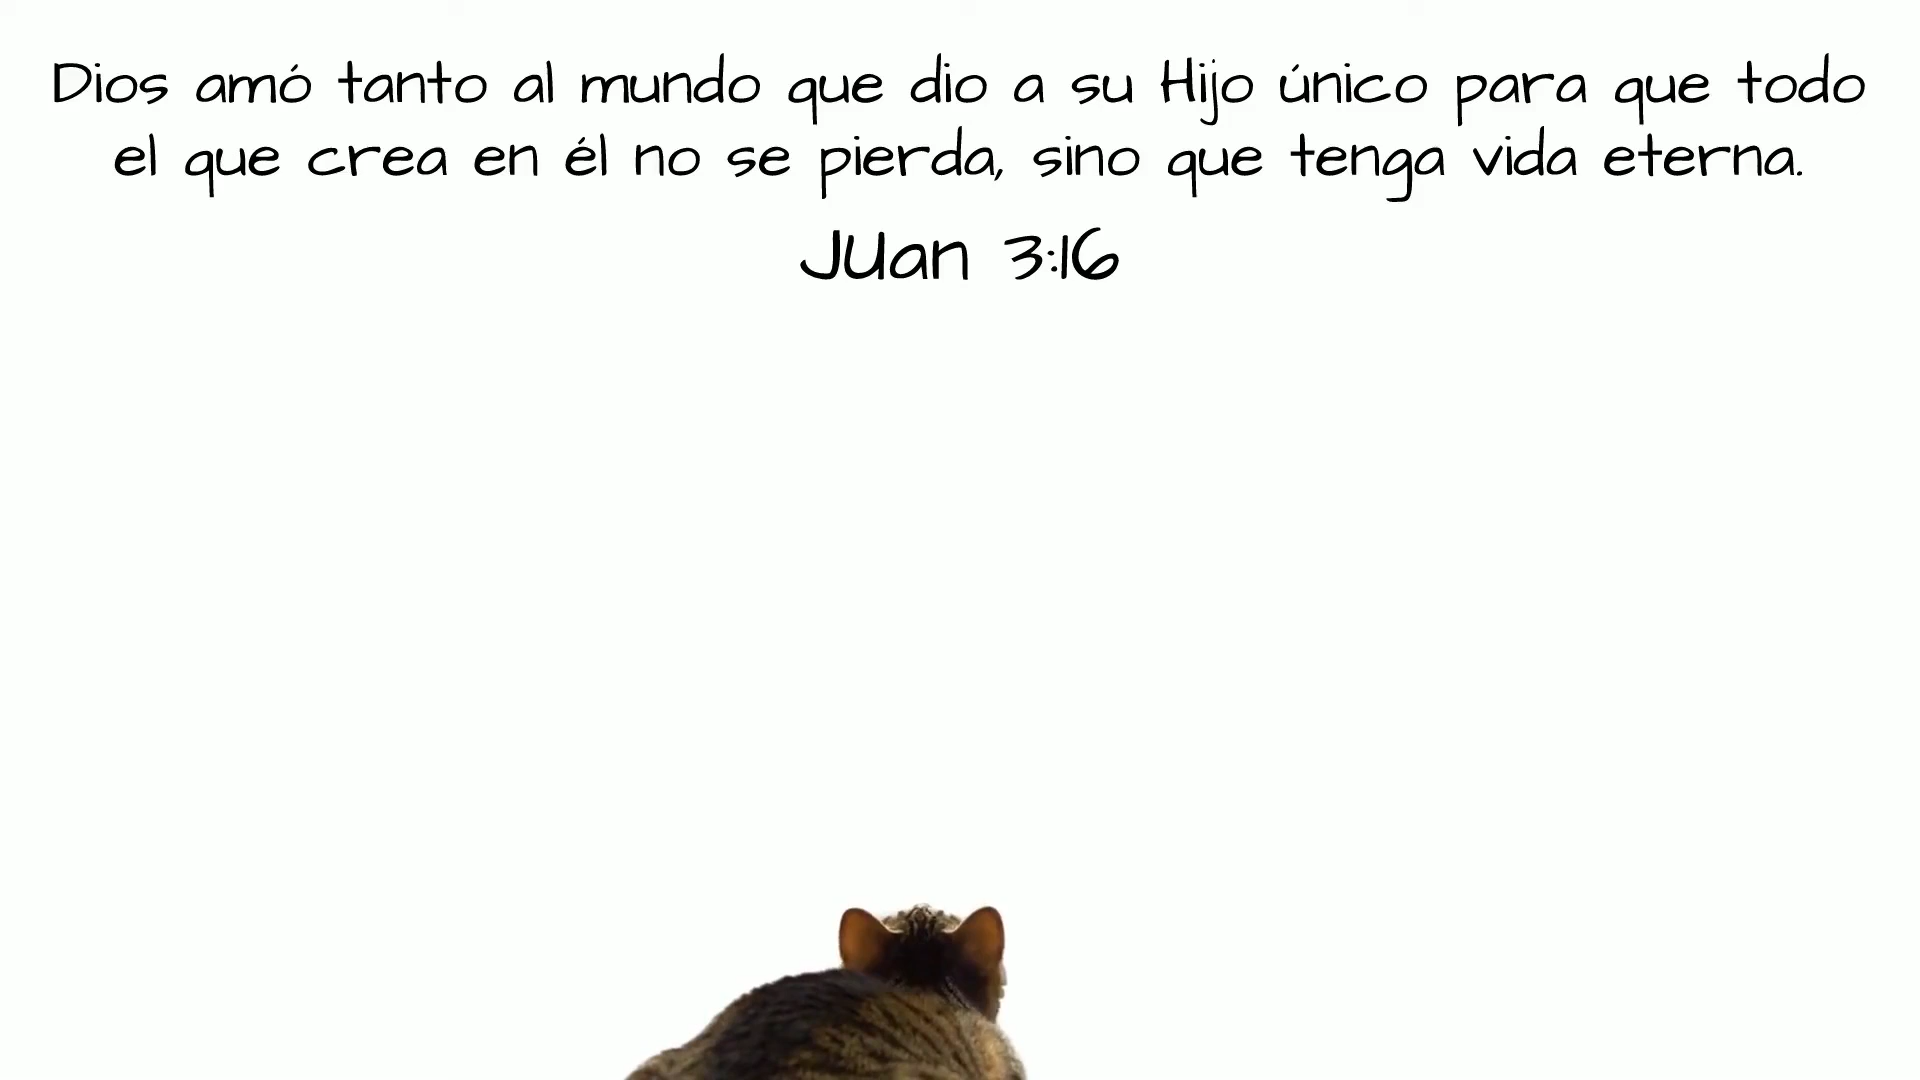 Dios amó tanto al mundo que dio a su Hijo único para que todo
el que crea en él no se pierda, sino que tenga vida eterna.
Juan 3:16